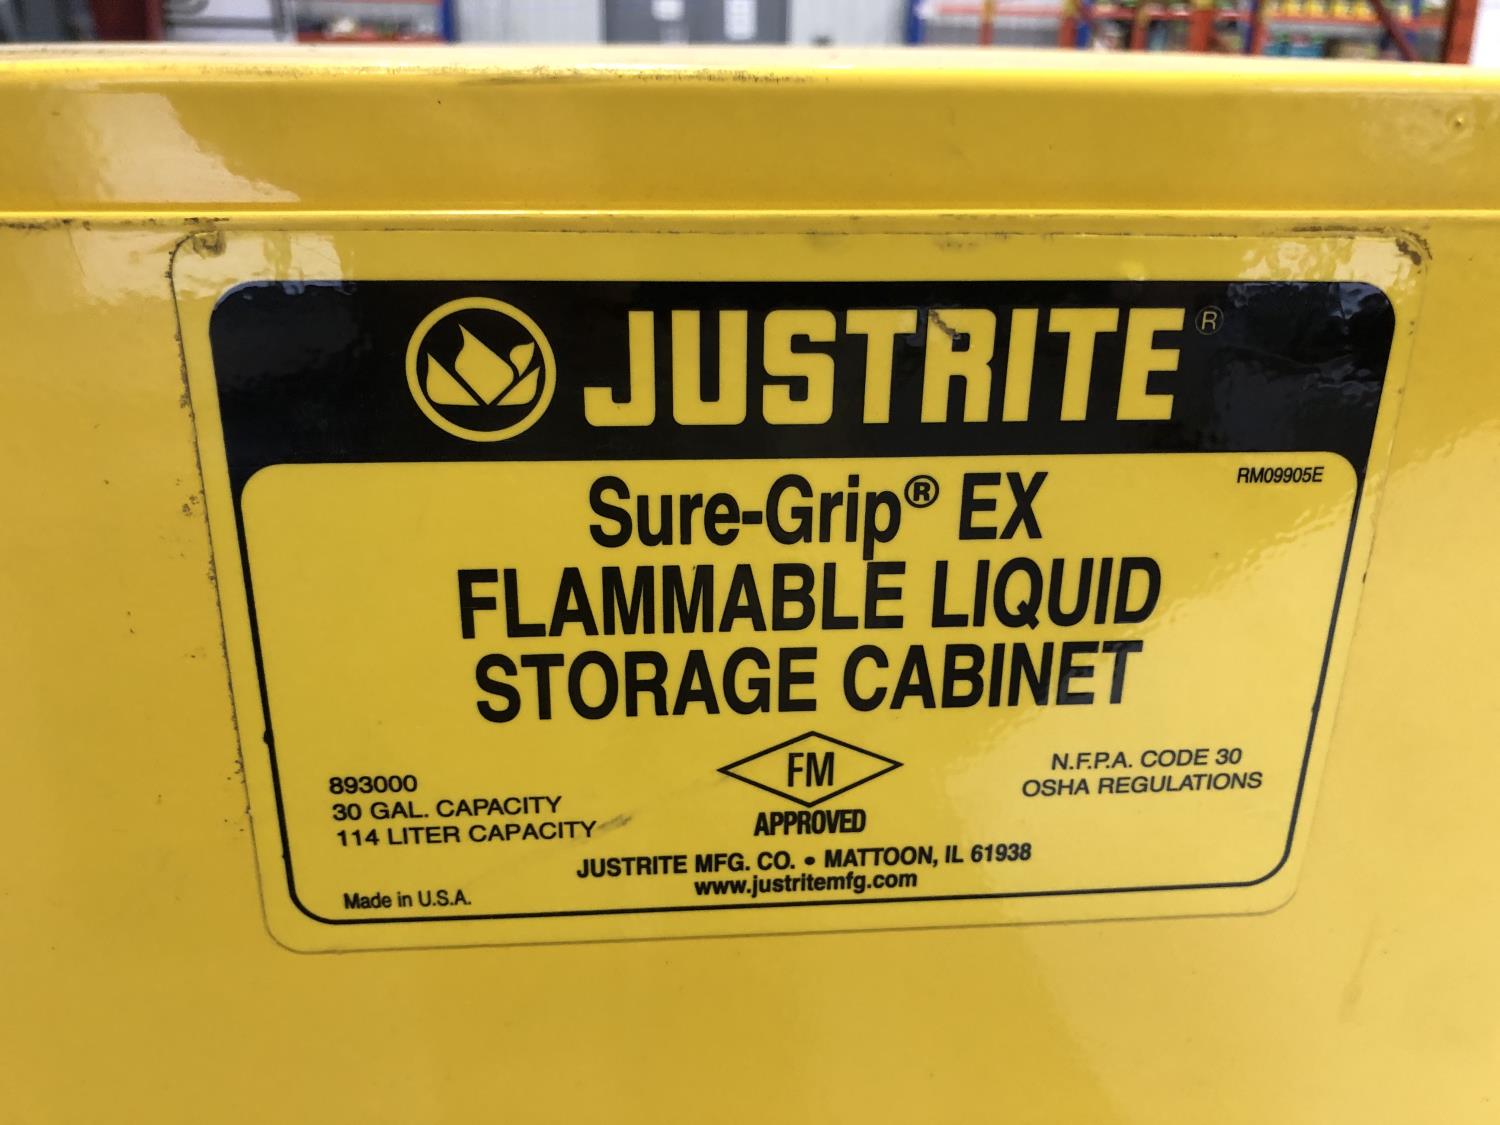 JUSTRITE®
RM09905E
Sure-Grip® EX
FLAMMABLE LIQUID
STORAGE CABINET
893000
30 GAL. CAPACITY
114 LITER CAPACITY
FM
APPROVED
N.F.P.A. CODE 30
OSHA REGULATIONS
JUSTRITE MFG. CO. • MATTOON, IL 61938
www.justritemfg.com
Made in U.S.A.